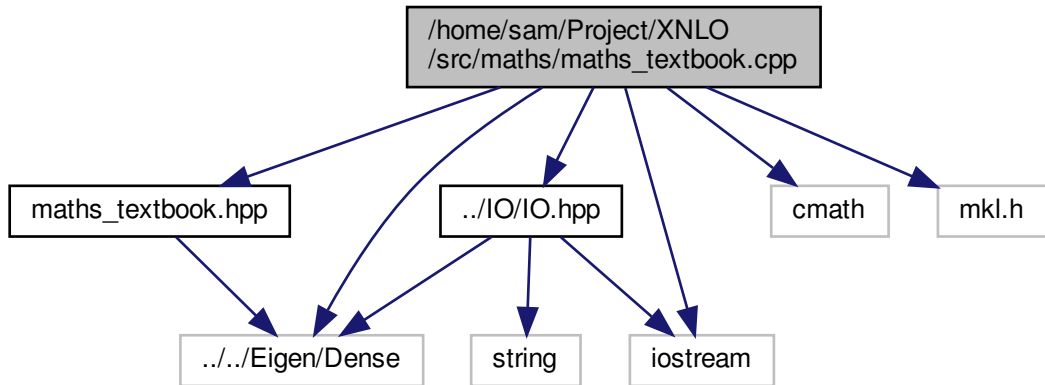 /home/sam/Project/XNLO
/src/maths/maths_textbook.cpp
maths_textbook.hpp
../IO/IO.hpp
cmath
mkl.h
../../Eigen/Dense
string
iostream